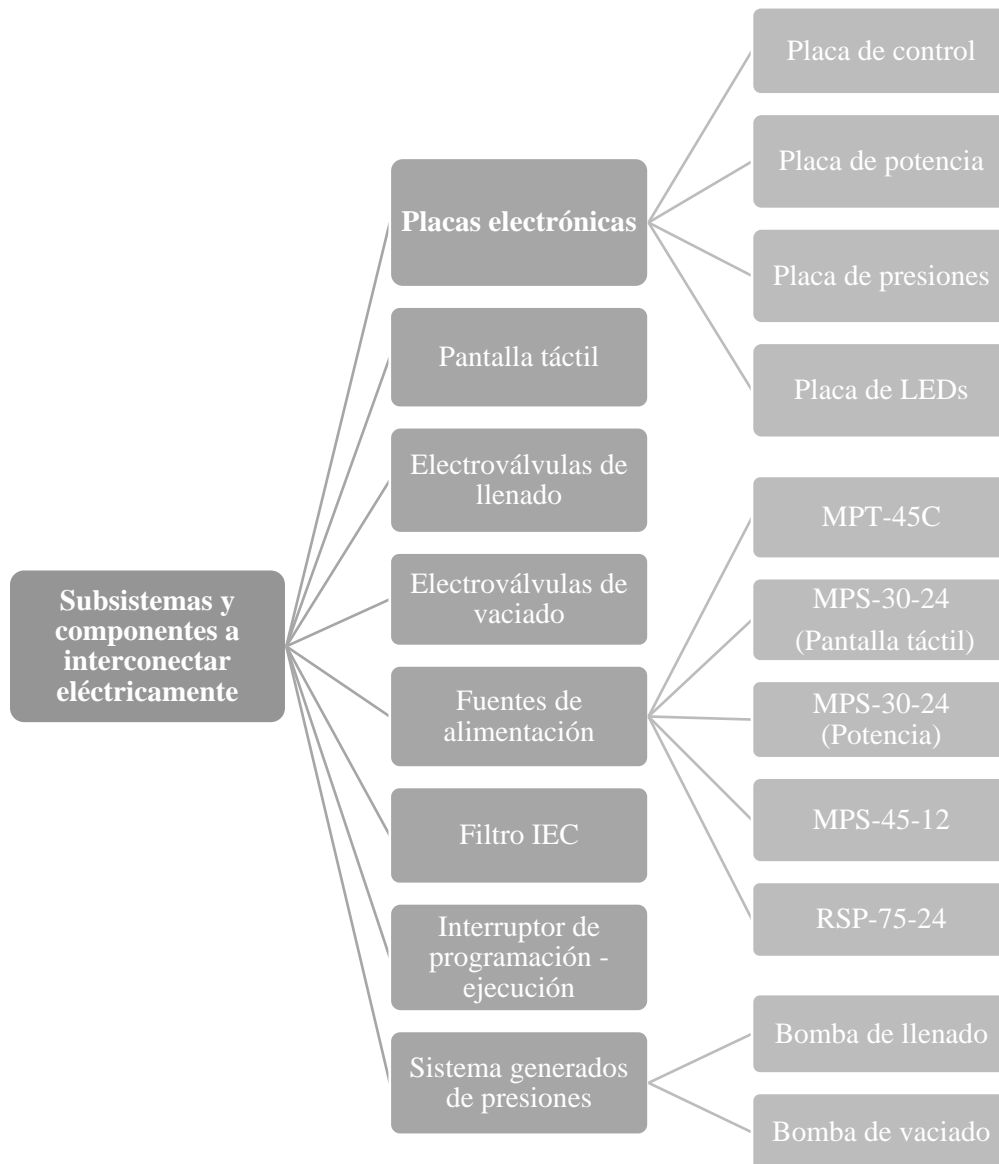 Subsistemas y
componentes a
interconectar
eléctricamente
Placas electrónicas
Placa de control
Placa de potencia
Placa de presiones
Placa de LEDs
Pantalla táctil
Electroválvulas de
llenado
Electroválvulas de
vaciado
Fuentes de
alimentación
MPT-45C
MPS-30-24
(Pantalla táctil)
MPS-30-24
(Potencia)
MPS-45-12
RSP-75-24
Filtro IEC
Interruptor de
programación -
ejecución
Sistema generados
de presiones
Bomba de llenado
Bomba de vaciado